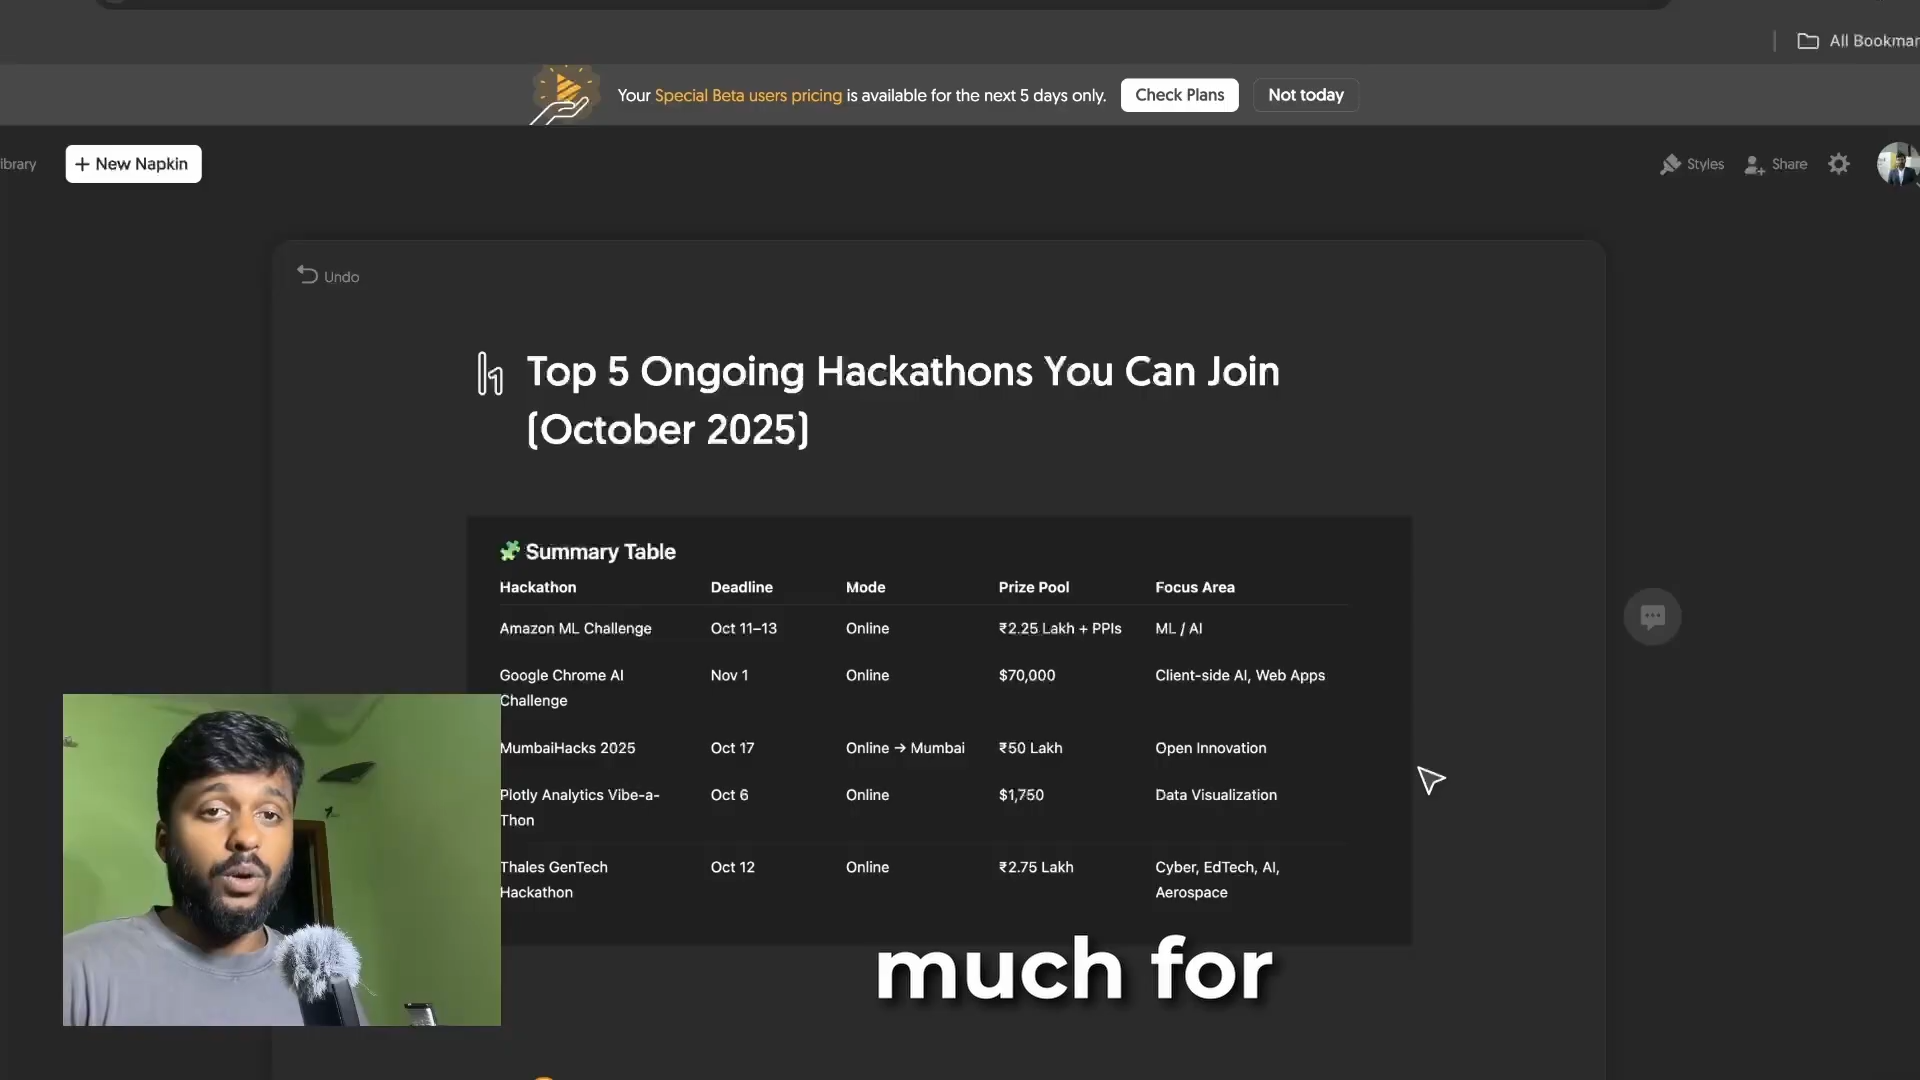 All Bookmar
Your Special Beta users pricing is available for the next 5 days only.
Check Plans
Not today
ibrary
+ New Napkin
Styles
Share
Undo
h1
Top 5 Ongoing Hackathons You Can Join
(October 2025)
🧩 Summary Table
Hackathon Deadline Mode Prize Pool Focus Area
Amazon ML Challenge Oct 11–13 Online ₹2.25 Lakh + PPIs ML / AI
Google Chrome AI Nov 1 Online $70,000 Client-side AI, Web Apps
Challenge
MumbaiHacks 2025 Oct 17 Online → Mumbai ₹50 Lakh Open Innovation
Plotly Analytics Vibe-a- Oct 6 Online $1,750 Data Visualization
Thon
Thales GenTech Oct 12 Online ₹2.75 Lakh Cyber, EdTech, AI,
Hackathon Aerospace
much for